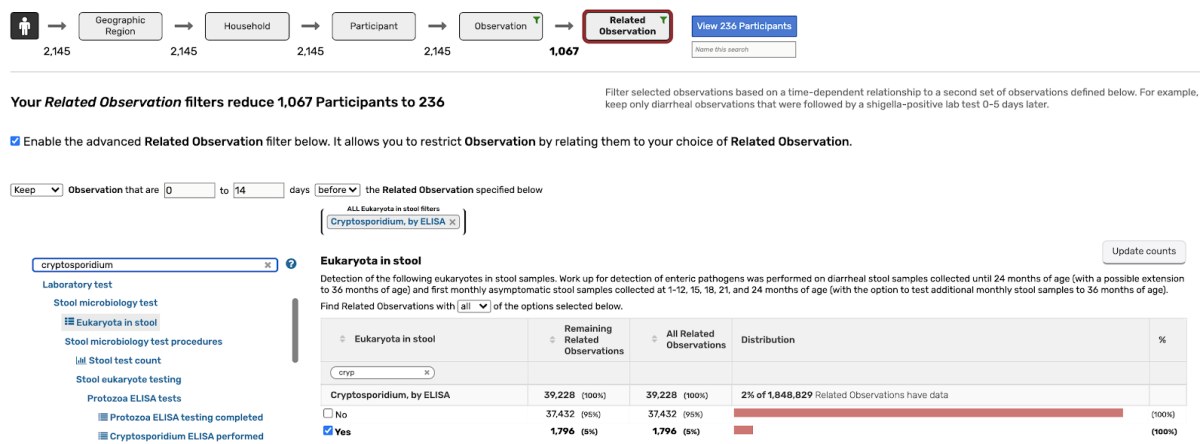 Geographic
Region
Household
Participant
Observation
Related
Observation
View 236 Participants
2,145
2,145
2,145
2,145
1,067
Name this search
Your Related Observation filters reduce 1,067 Participants to 236
Filter selected observations based on a time-dependent relationship to a second set of observations defined below. For example,
keep only diarrheal observations that were followed by a shigella-positive lab test 0-5 days later.
Enable the advanced Related Observation filter below. It allows you to restrict Observation by relating them to your choice of Related Observation.
Keep Observation that are 0 to 14 days before the Related Observation specified below
ALL Eukaryota in stool filters
Cryptosporidium, by ELISA ×
Update counts
cryptosporidium × ?
Laboratory test
Stool microbiology test
Eukaryota in stool
Stool microbiology test procedures
Stool test count
Stool eukaryote testing
Protozoa ELISA tests
Protozoa ELISA testing completed
Cryptosporidium ELISA performed
Eukaryota in stool
Detection of the following eukaryotes in stool samples. Work up for detection of enteric pathogens was performed on diarrheal stool samples collected until 24 months of age (with a possible extension
to 36 months of age) and first monthly asymptomatic stool samples collected at 1-12, 15, 18, 21, and 24 months of age (with the option to test additional monthly stool samples to 36 months of age).
Find Related Observations with all of the options selected below.
Eukaryota in stool
Remaining
Related
Observations
All Related
Observations
Distribution
%
cryp ×
Cryptosporidium, by ELISA 39,228 (100%) 39,228 (100%) 2% of 1,848,829 Related Observations have data
No 37,432 (95%) 37,432 (95%) (100%)
Yes 1,796 (5%) 1,796 (5%) (100%)